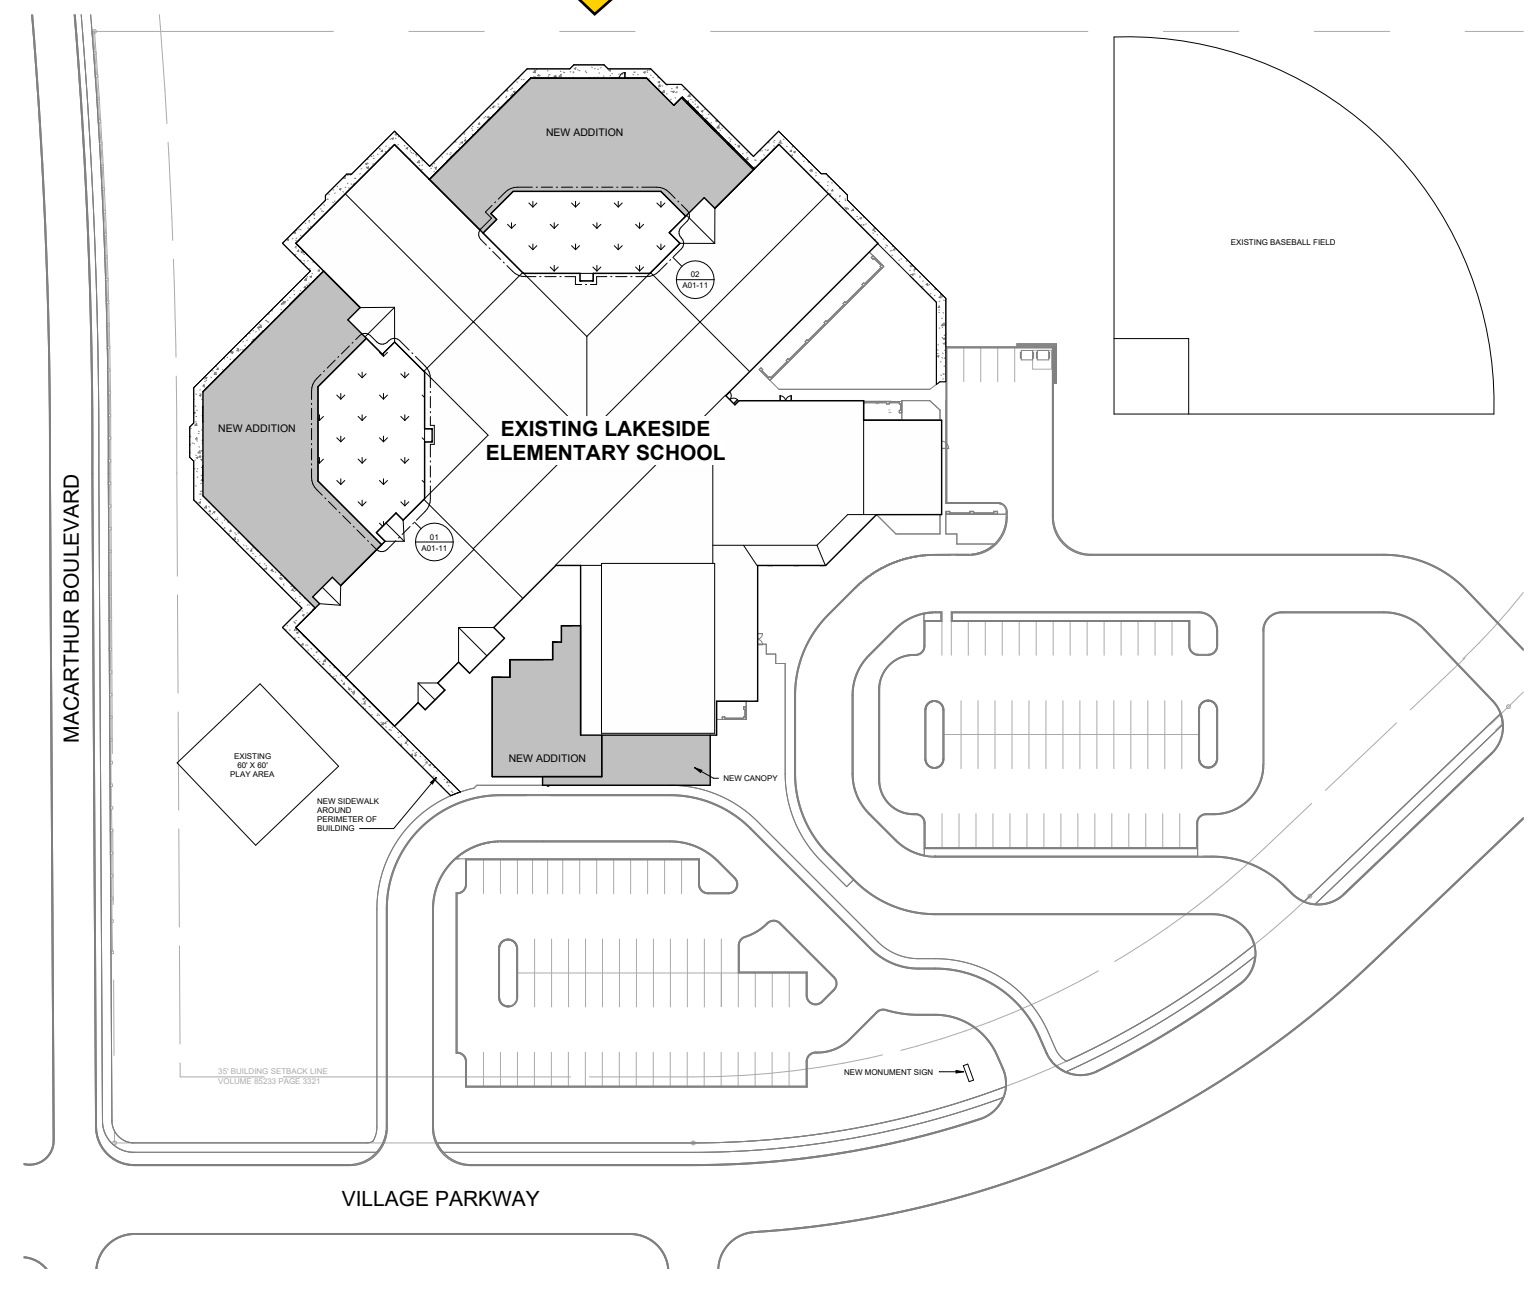 NEW ADDITION
EXISTING BASEBALL FIELD
02
A01-11
NEW ADDITION
EXISTING LAKESIDE
ELEMENTARY SCHOOL
01
A01-11
MACARTHUR BOULEVARD
EXISTING
60' X 60'
PLAY AREA
NEW ADDITION
NEW CANOPY
NEW SIDEWALK
AROUND
PERIMETER OF
BUILDING
35' BUILDING SETBACK LINE
VOLUME 85233 PAGE 3321
NEW MONUMENT SIGN
VILLAGE PARKWAY